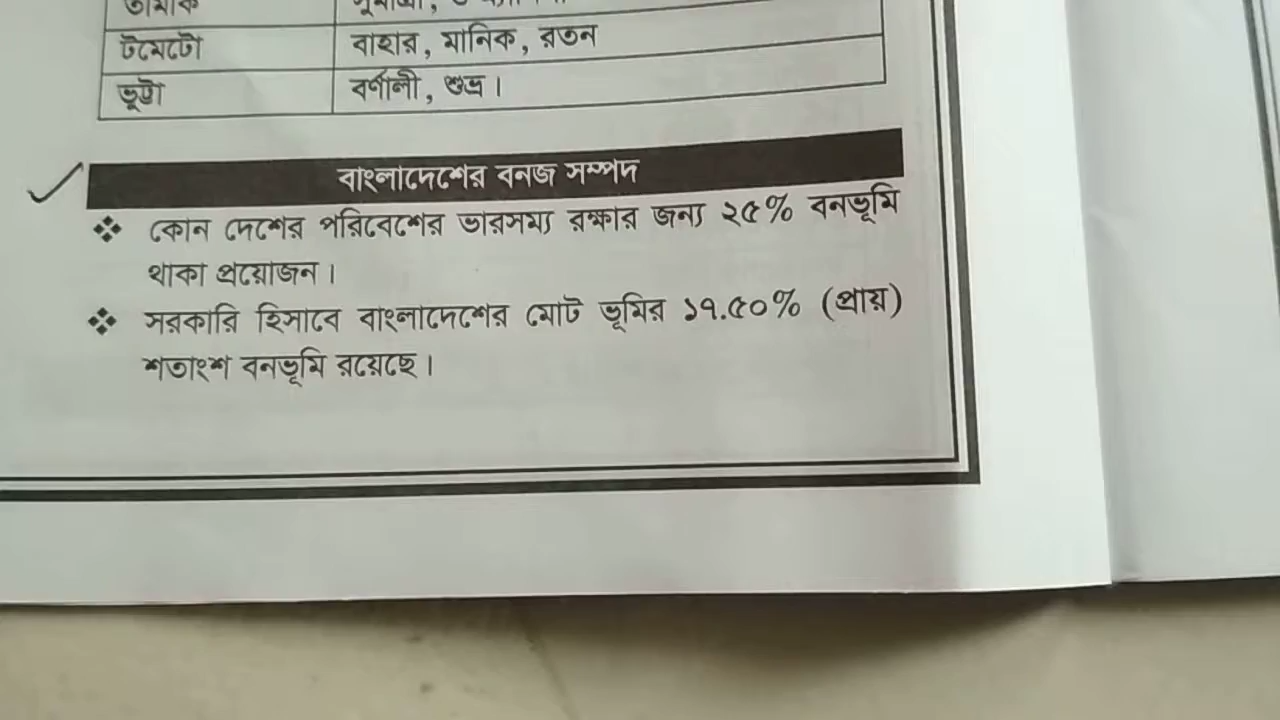 তামাক
টমেটো
বাহার, মানিক, রতন
ভূট্টা
বর্ণালী, শুভ্র।
বাংলাদেশের বনজ সম্পদ
❖ কোন দেশের পরিবেশের ভারসম্য রক্ষার জন্য ২৫% বনভূমি
থাকা প্রয়োজন।
❖ সরকারি হিসাবে বাংলাদেশের মোট ভূমির ১৭.৫০% (প্রায়)
শতাংশ বনভূমি রয়েছে।